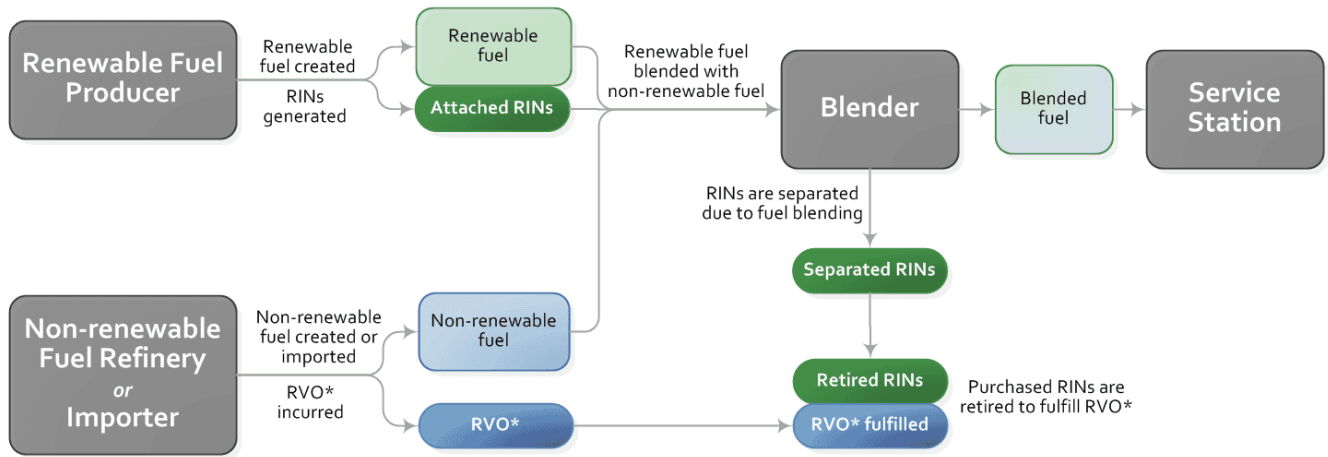 Renewable Fuel
Producer
Renewable
fuel created
RINs
generated
Renewable
fuel
Attached RINs
Renewable fuel
blended with
non-renewable fuel
Blender
Blended
fuel
Service
Station
RINs are separated
due to fuel blending
Separated RINs
Non-renewable
Fuel Refinery
or
Importer
Non-renewable
fuel created or
imported
RVO*
incurred
Non-renewable
fuel
RVO*
Retired RINs
RVO* fulfilled
Purchased RINs are
retired to fulfill RVO*